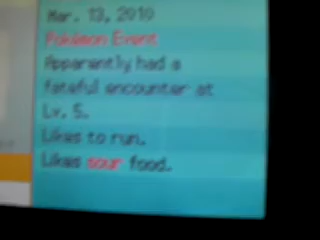 Mar. 13, 2010
Pokémon Event
Apparently had a
fateful encounter at
Lv. 5.
Likes to run.
Likes sour food.